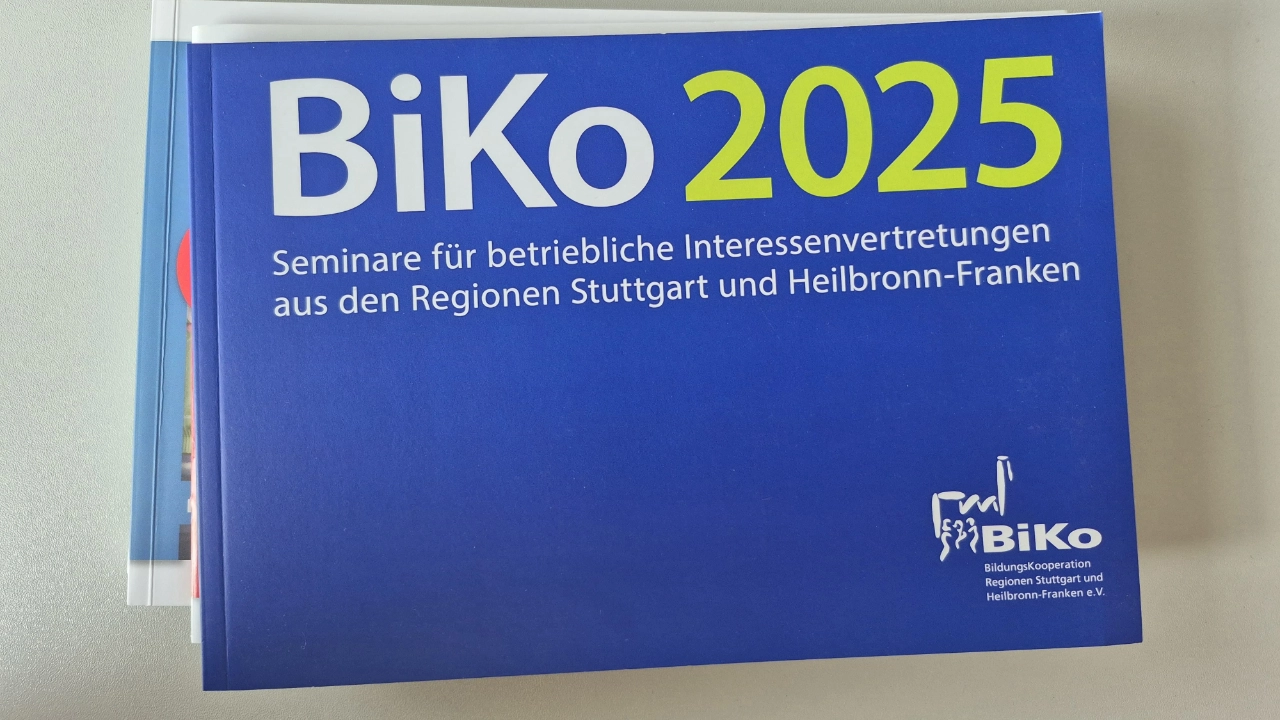 BiKo 2025
Seminare für betriebliche Interessenvertretungen
aus den Regionen Stuttgart und Heilbronn-Franken
BiKo
BildungsKooperation
Regionen Stuttgart und
Heilbronn-Franken e.V.